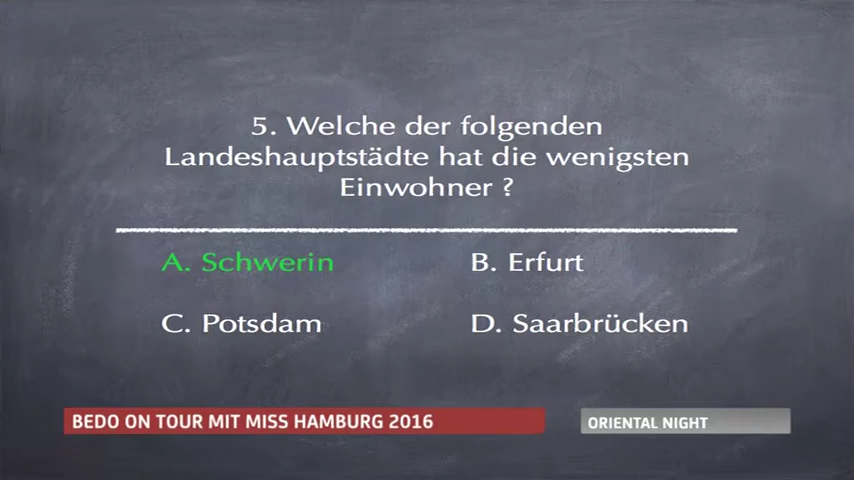 5. Welche der folgenden
Landeshauptstädte hat die wenigsten
Einwohner ?
A. Schwerin
B. Erfurt
C. Potsdam
D. Saarbrücken
BEDO ON TOUR MIT MISS HAMBURG 2016
ORIENTAL NIGHT